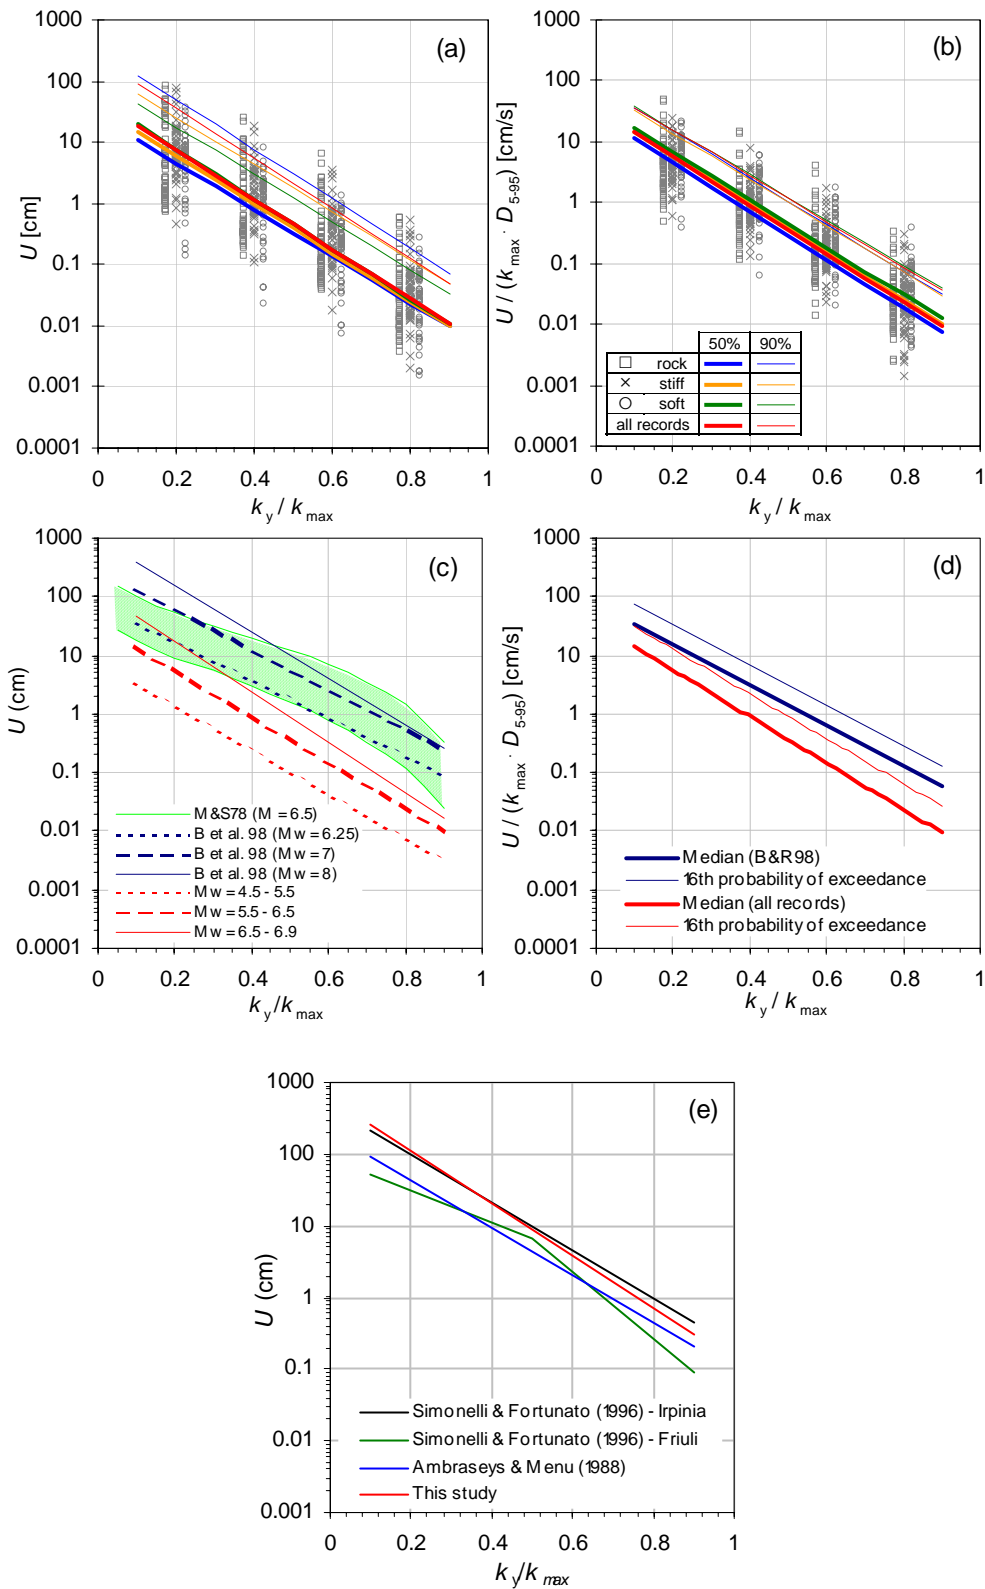 (a)
1000
100
10
1
0.1
0.01
0.001
0.0001
U [cm]
0
0.2
0.4
0.6
0.8
1
k y / k max
(b)
1000
100
10
1
0.1
0.01
0.001
0.0001
U / (k max · D 5-95) [cm/s]
50% 90%
rock
stiff
soft
all records
0
0.2
0.4
0.6
0.8
1
k y / k max
(c)
1000
100
10
1
0.1
0.01
0.001
0.0001
U (cm)
M&S78 (M = 6.5)
B et al. 98 (Mw = 6.25)
B et al. 98 (Mw = 7)
B et al. 98 (Mw = 8)
Mw = 4.5 - 5.5
Mw = 5.5 - 6.5
Mw = 6.5 - 6.9
0
0.2
0.4
0.6
0.8
1
k y / k max
(d)
1000
100
10
1
0.1
0.01
0.001
0.0001
U / (k max · D 5-95) [cm/s]
Median (B&R98)
16th probability of exceedance
Median (all records)
16th probability of exceedance
0
0.2
0.4
0.6
0.8
1
k y / k max
(e)
1000
100
10
1
0.1
0.01
0.001
U (cm)
Simonelli & Fortunato (1996) - Irpinia
Simonelli & Fortunato (1996) - Friuli
Ambraseys & Menu (1988)
This study
0
0.2
0.4
0.6
0.8
1
k y/k max